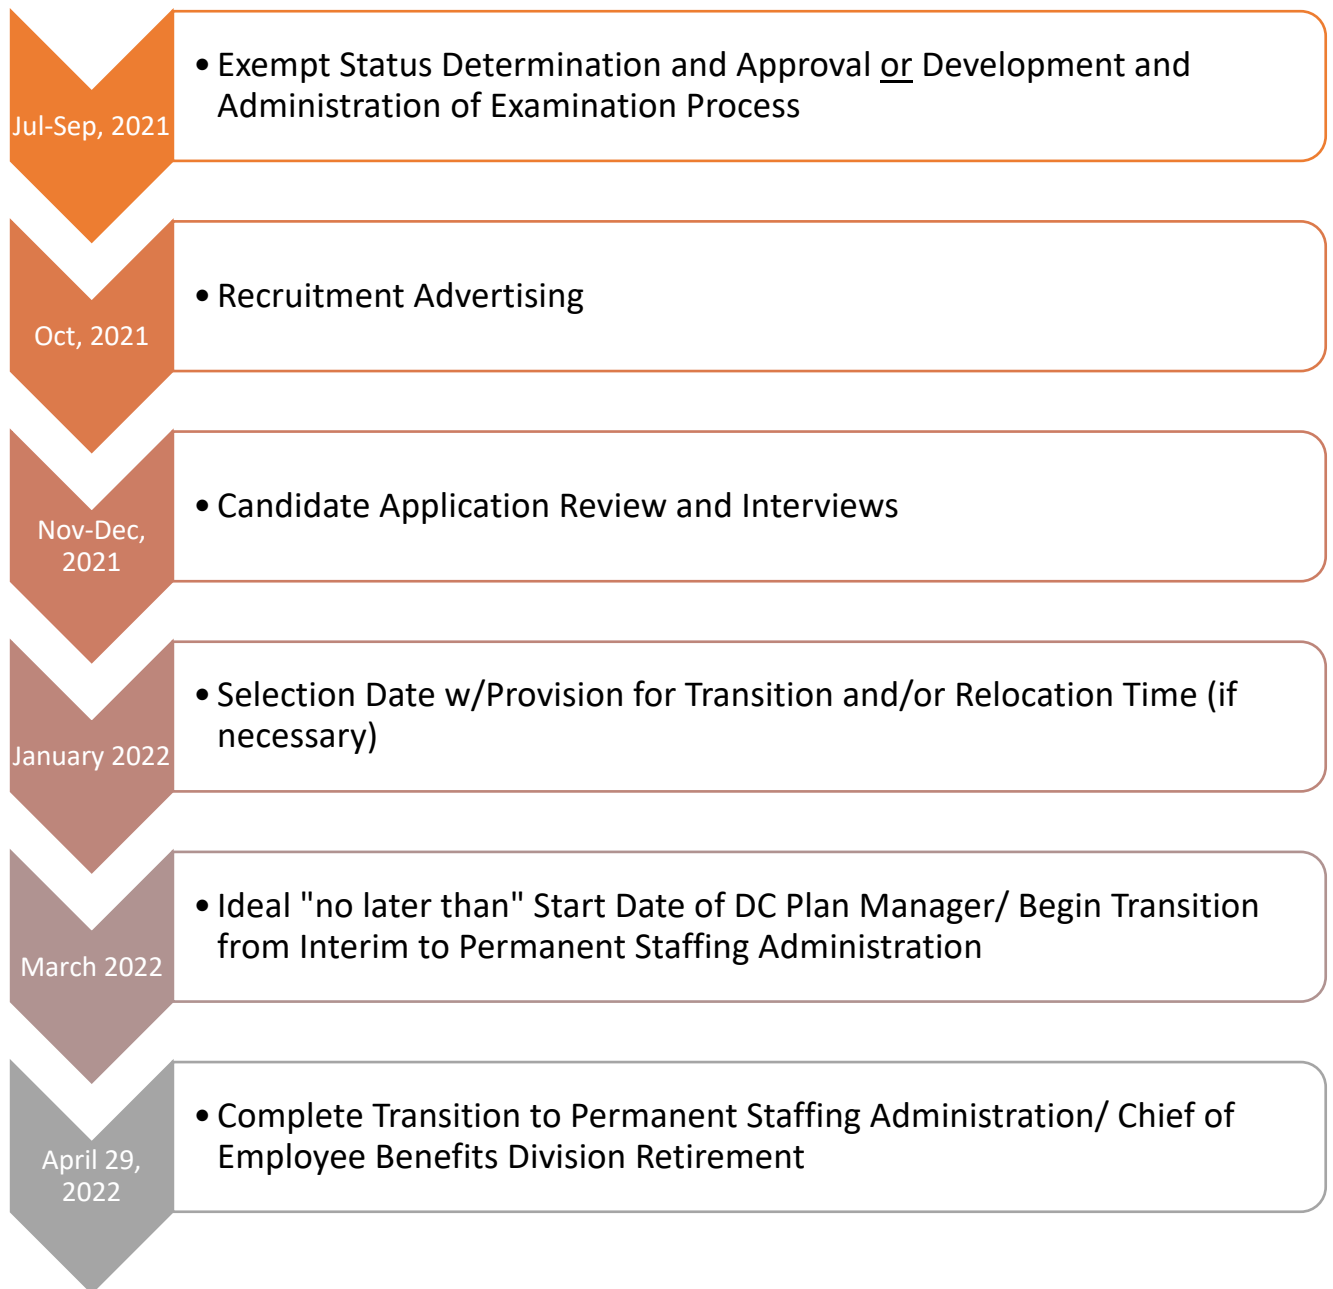 Jul-Sep, 2021
• Exempt Status Determination and Approval or Development and
Administration of Examination Process
Oct, 2021
• Recruitment Advertising
Nov-Dec,
2021
• Candidate Application Review and Interviews
January 2022
• Selection Date w/Provision for Transition and/or Relocation Time (if
necessary)
March 2022
• Ideal "no later than" Start Date of DC Plan Manager/ Begin Transition
from Interim to Permanent Staffing Administration
April 29,
2022
• Complete Transition to Permanent Staffing Administration/ Chief of
Employee Benefits Division Retirement